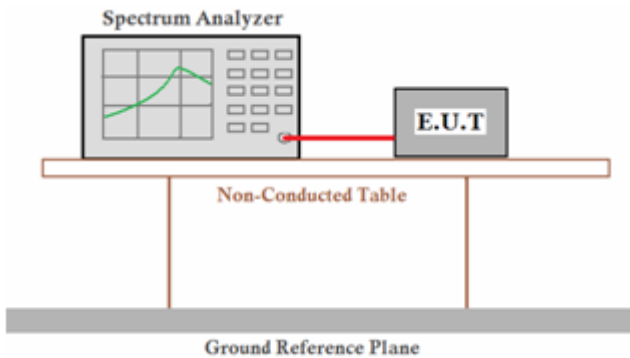 Spectrum Analyzer
E.U.T
Non-Conducted Table
Ground Reference Plane